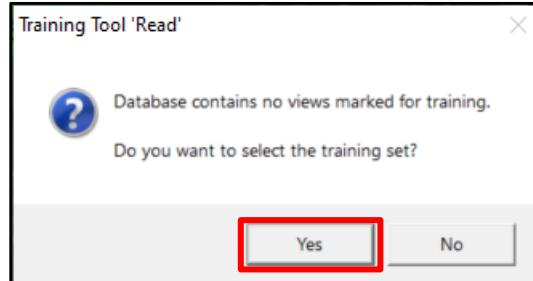 Training Tool 'Read'
Database contains no views marked for training.
Do you want to select the training set?
Yes No